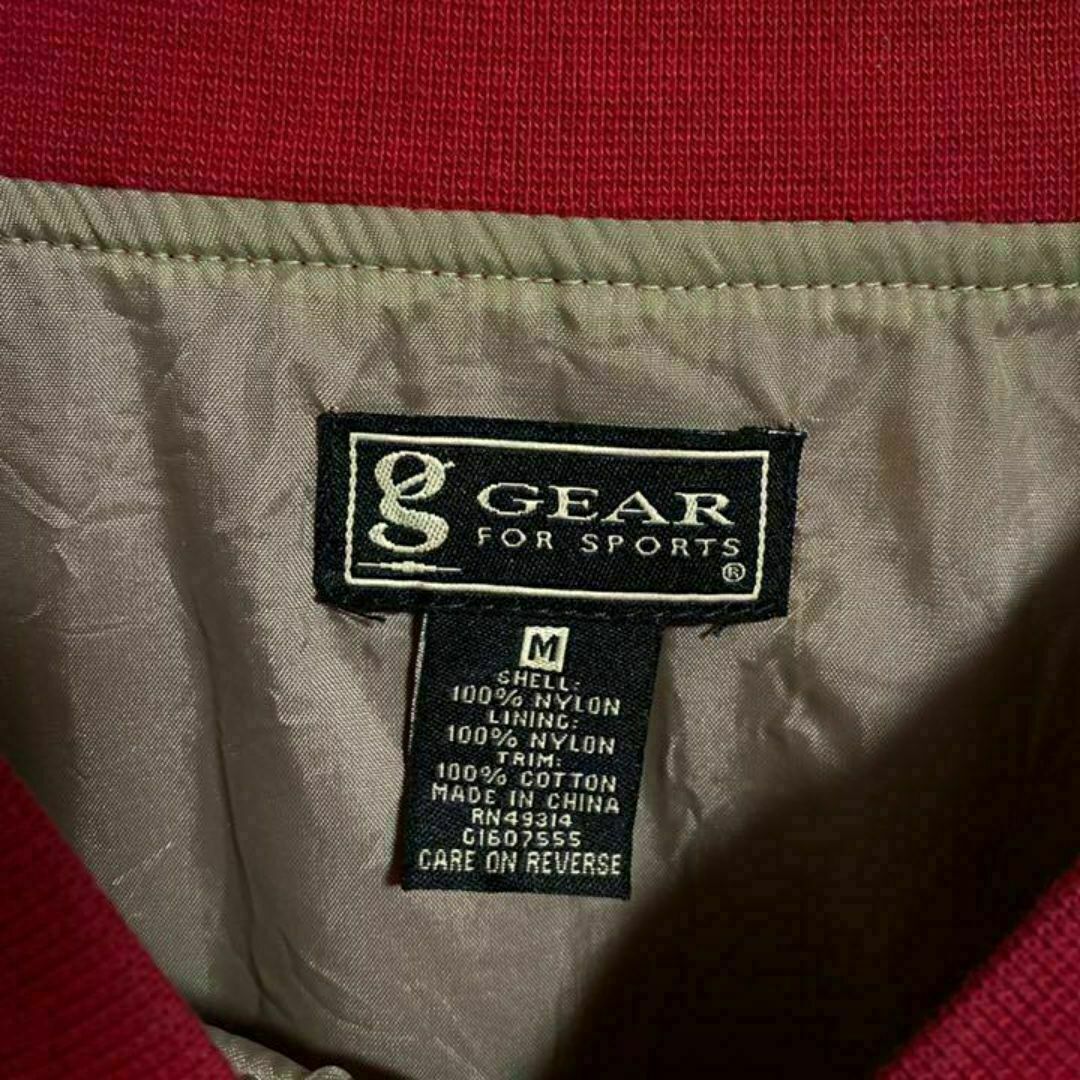 g GEAR
FOR SPORTS
®
M
SHELL:
100% NYLON
LINING:
100% NYLON
TRIM:
100% COTTON
MADE IN CHINA
RN49314
G1607555
CARE ON REVERSE